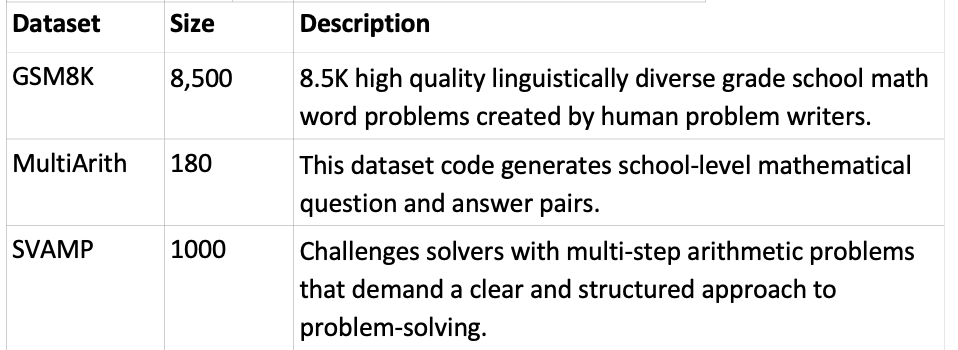 Dataset Size Description
GSM8K 8,500 8.5K high quality linguistically diverse grade school math
word problems created by human problem writers.
MultiArith 180 This dataset code generates school-level mathematical
question and answer pairs.
SVAMP 1000 Challenges solvers with multi-step arithmetic problems
that demand a clear and structured approach to
problem-solving.